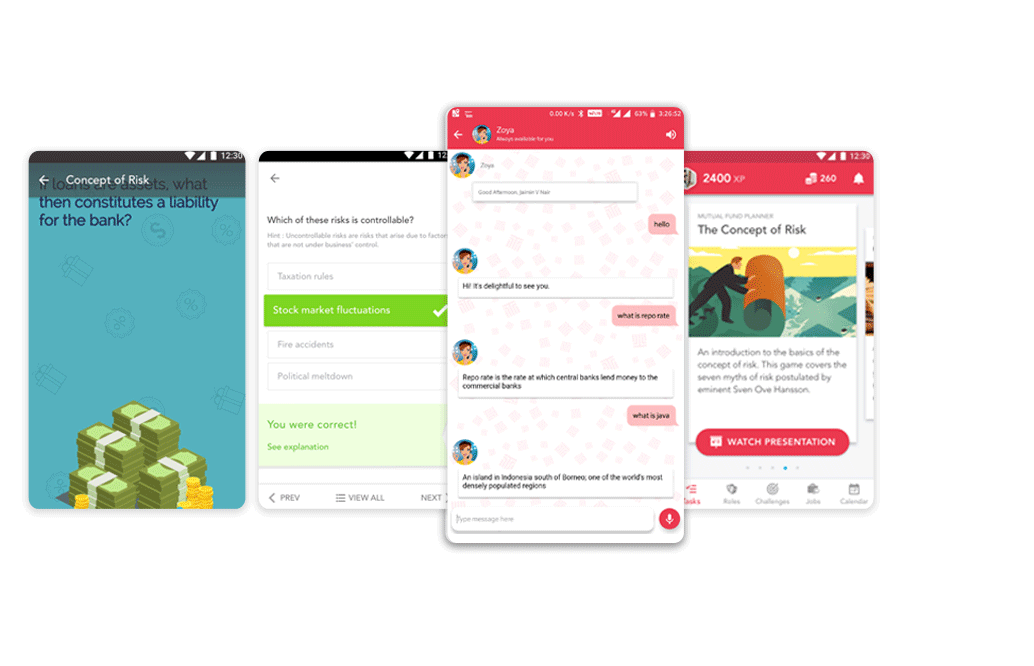 12:30
Concept of Risk
If loans are assets, what
then constitutes a liability
for the bank?
12
Which of these risks is controllable?
Hint : Uncontrollable risks are risks that arise due to factor
that are not under business' control.
Taxation rules
Stock market fluctuations
Fire accidents
Political meltdown
You were correct!
See explanation
PREV
VIEW ALL
NEXT
0.00 K/s
63%
3:26:52
Zoya
Always available for you
Zoya
Good Afternoon, Jaimin V Nair
hello
Hi! It's delightful to see you.
what is repo rate
Repo rate is the rate at which central banks lend money to the
commercial banks
what is java
An island in Indonesia south of Borneo; one of the world's most
densely populated regions
Type message here
12:30
2400 XP
260
MUTUAL FUND PLANNER
The Concept of Risk
An introduction to the basics of the
concept of risk. This game covers the
seven myths of risk postulated by
eminent Sven Ove Hansson.
WATCH PRESENTATION
Tasks
Roles
Challenges
Jobs
Calendar